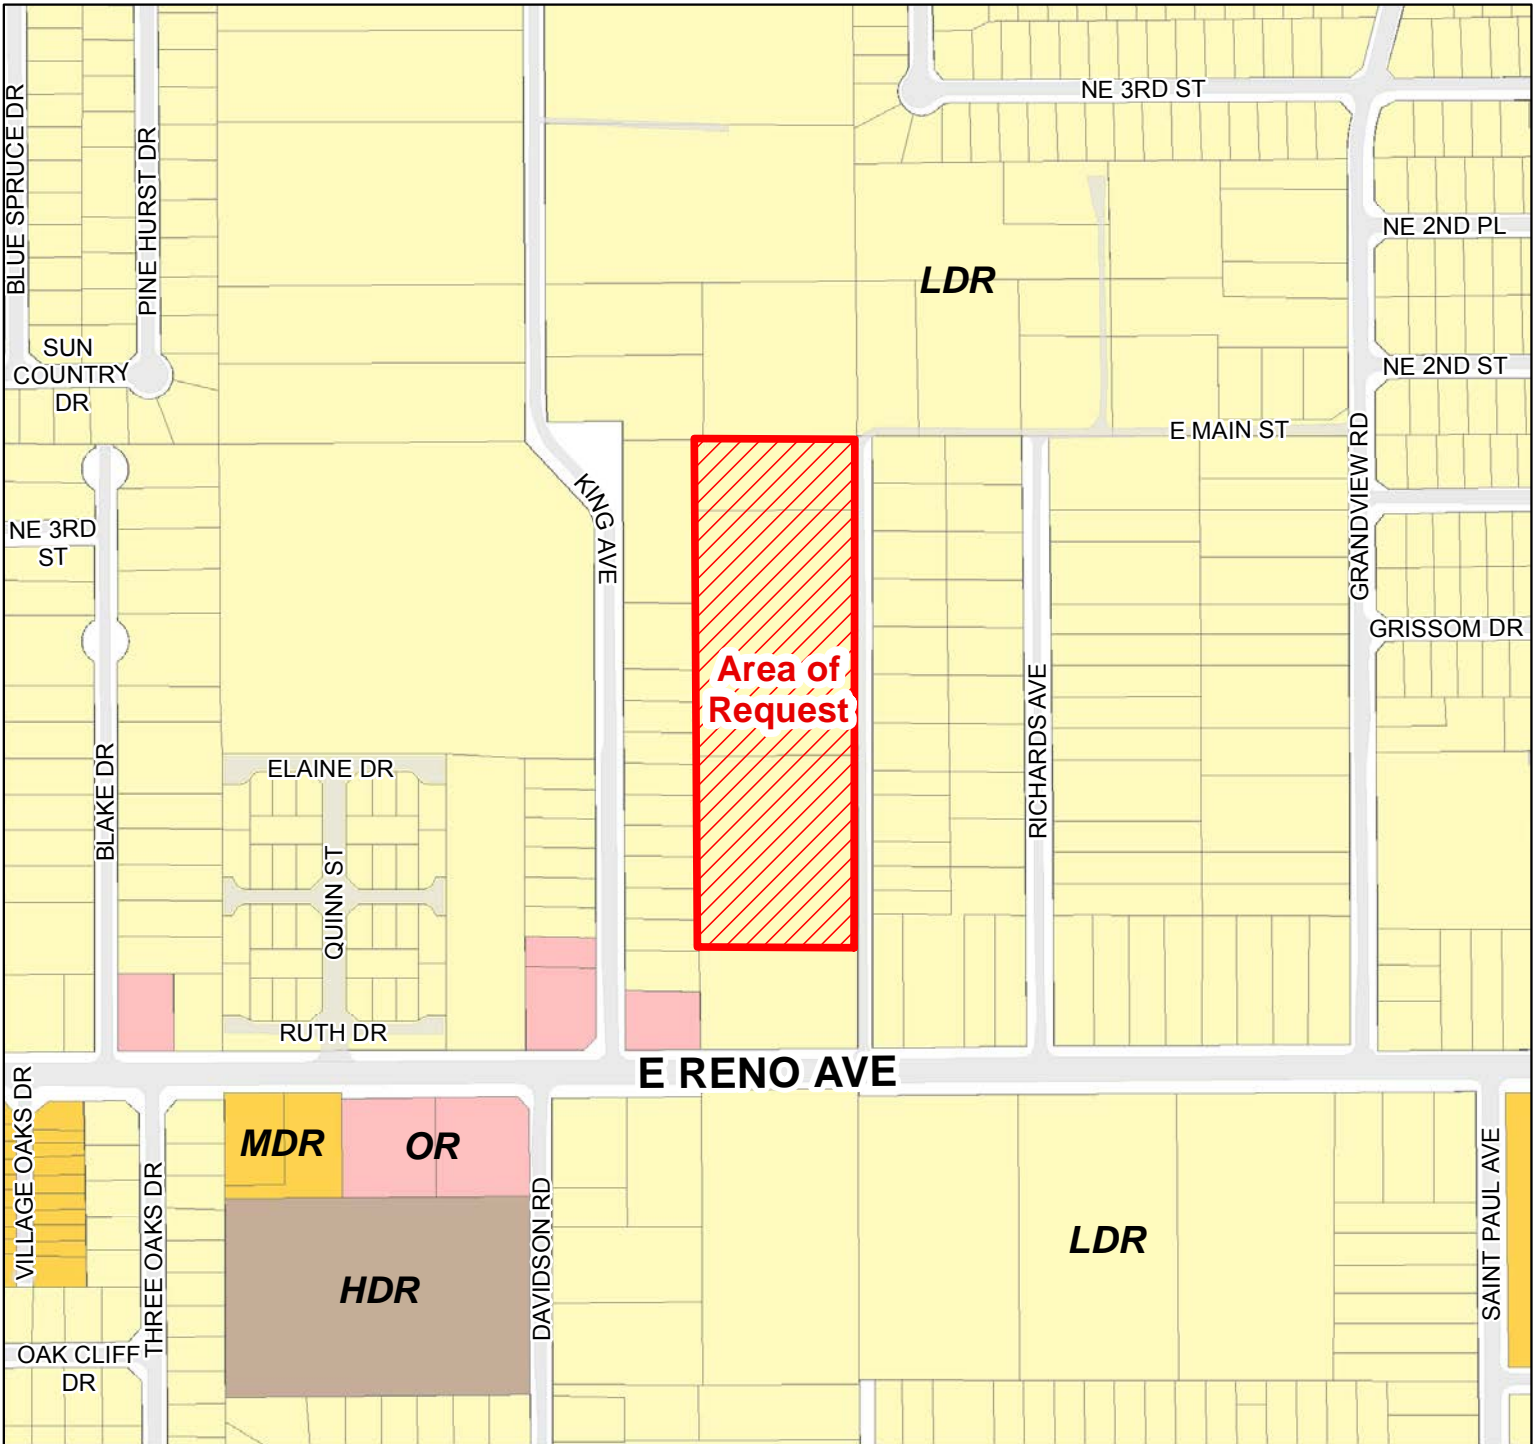 NE 3RD ST
BLUE SPRUCE DR
PINE HURST DR
NE 2ND PL
LDR
SUN
COUNTRY
DR
NE 2ND ST
E MAIN ST
GRANDVIEW RD
KING AVE
NE 3RD
ST
GRISSOM DR
Area of
Request
RICHARDS AVE
BLAKE DR
ELAINE DR
QUINN ST
RUTH DR
E RENO AVE
VILLAGE OAKS DR
THREE OAKS DR
MDR
OR
DAVIDSON RD
LDR
SAINT PAUL AVE
HDR
OAK CLIFF
DR